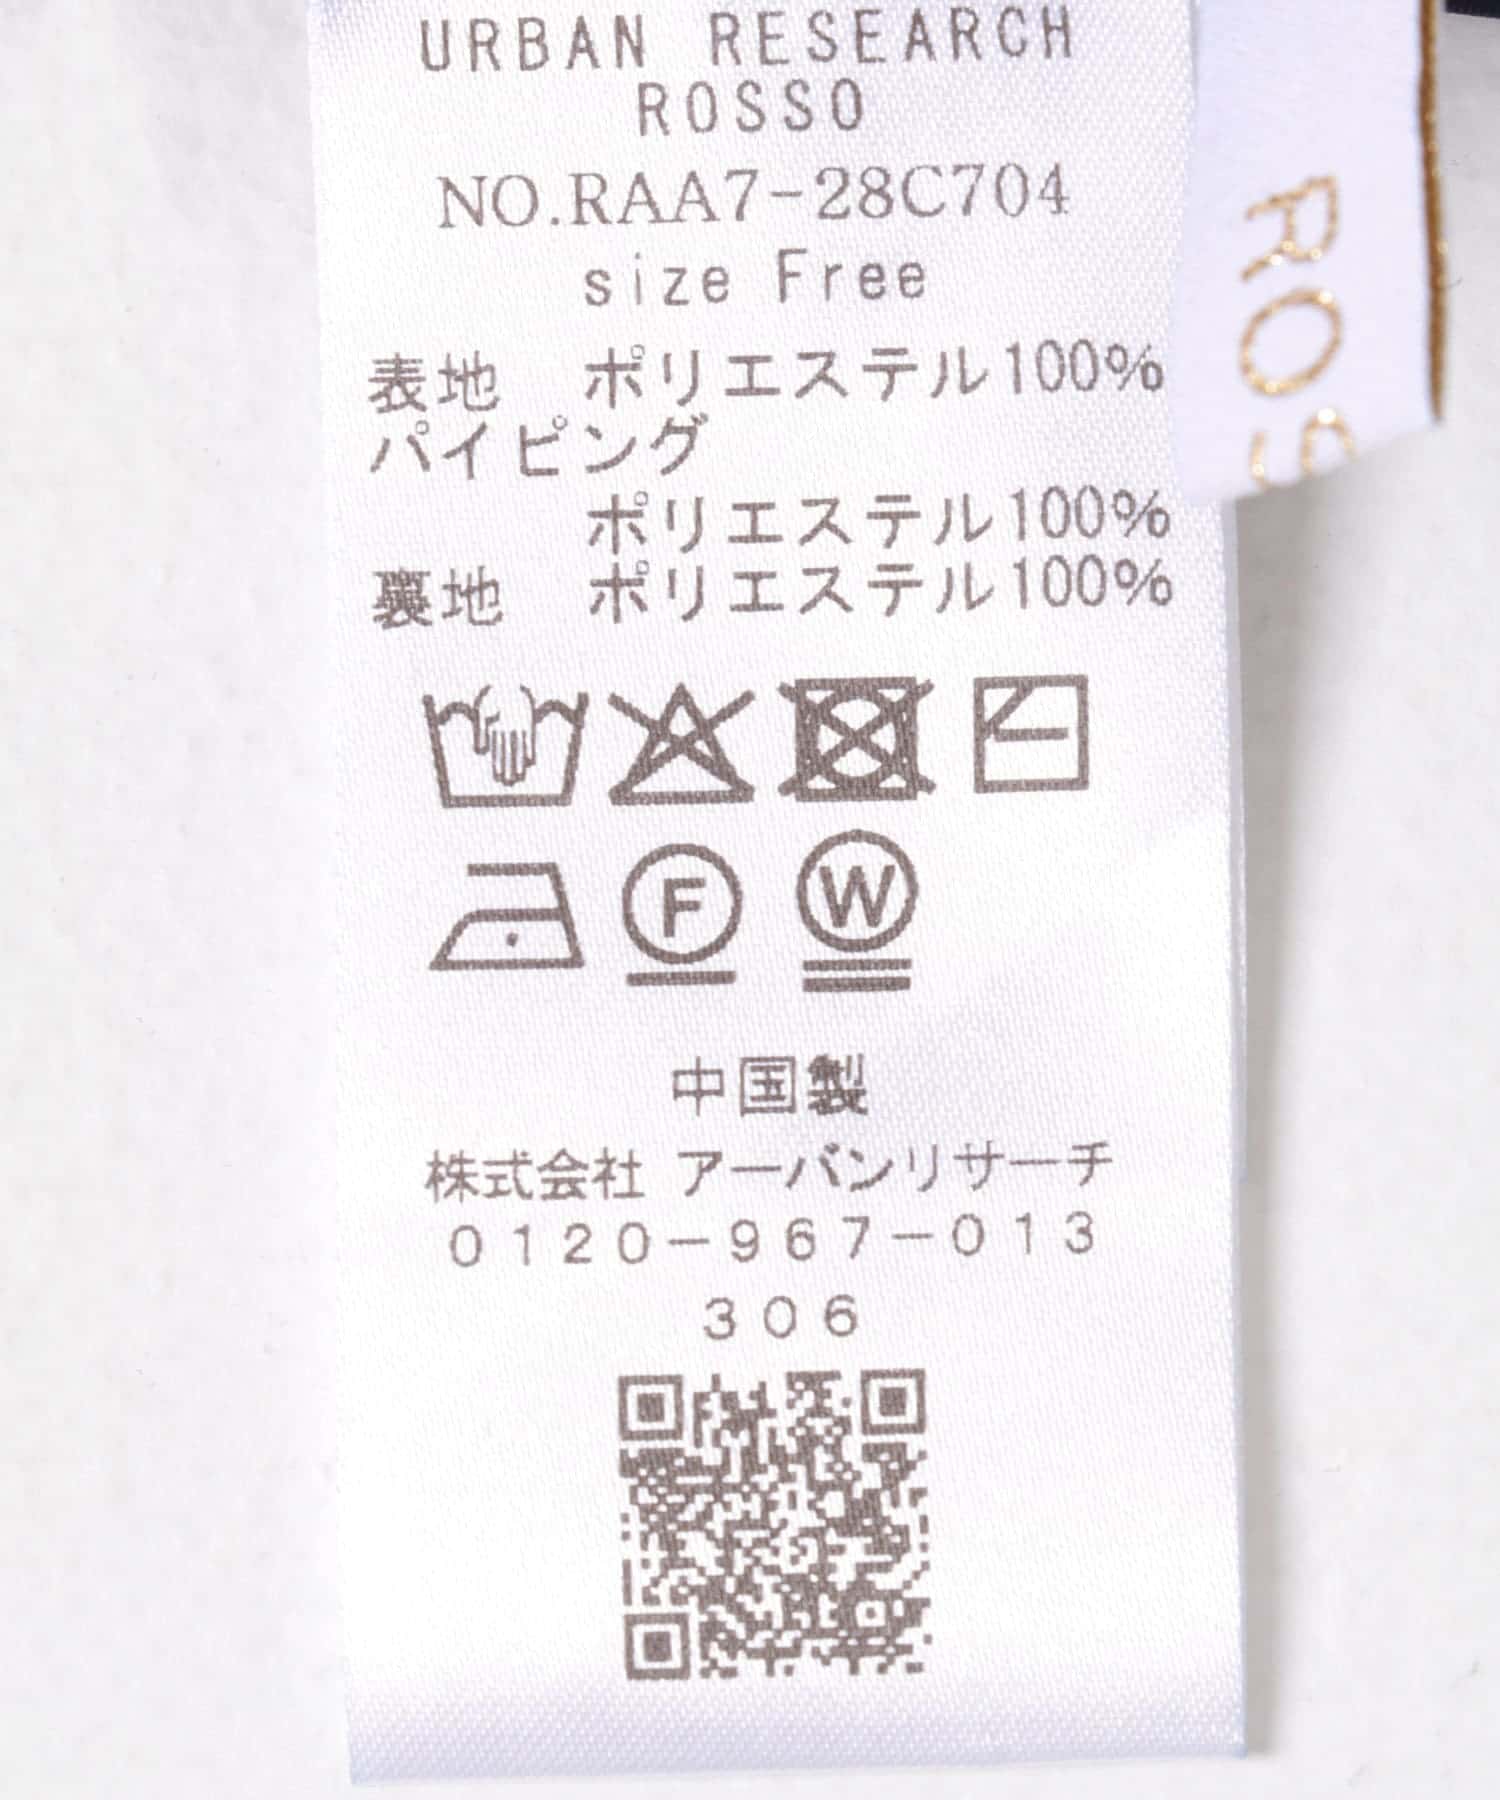 URBAN RESEARCH
ROSSO
NO.RAA7-28C704
size Free
表地 ポリエステル100%
パイピング
ポリエステル100%
裏地 ポリエステル100%
F
W
中国製
株式会社 アーバンリサーチ
0120-967-013
306
ROS